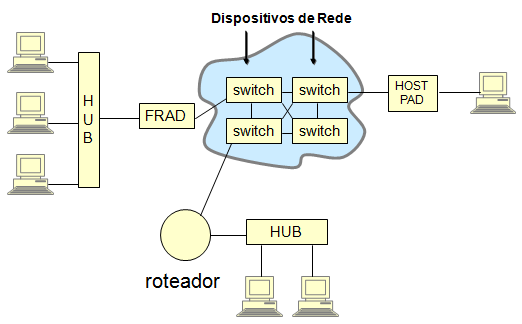 Dispositivos de Rede
switch
switch
HOST
PAD
H
U
B
FRAD
switch
switch
HUB
roteador